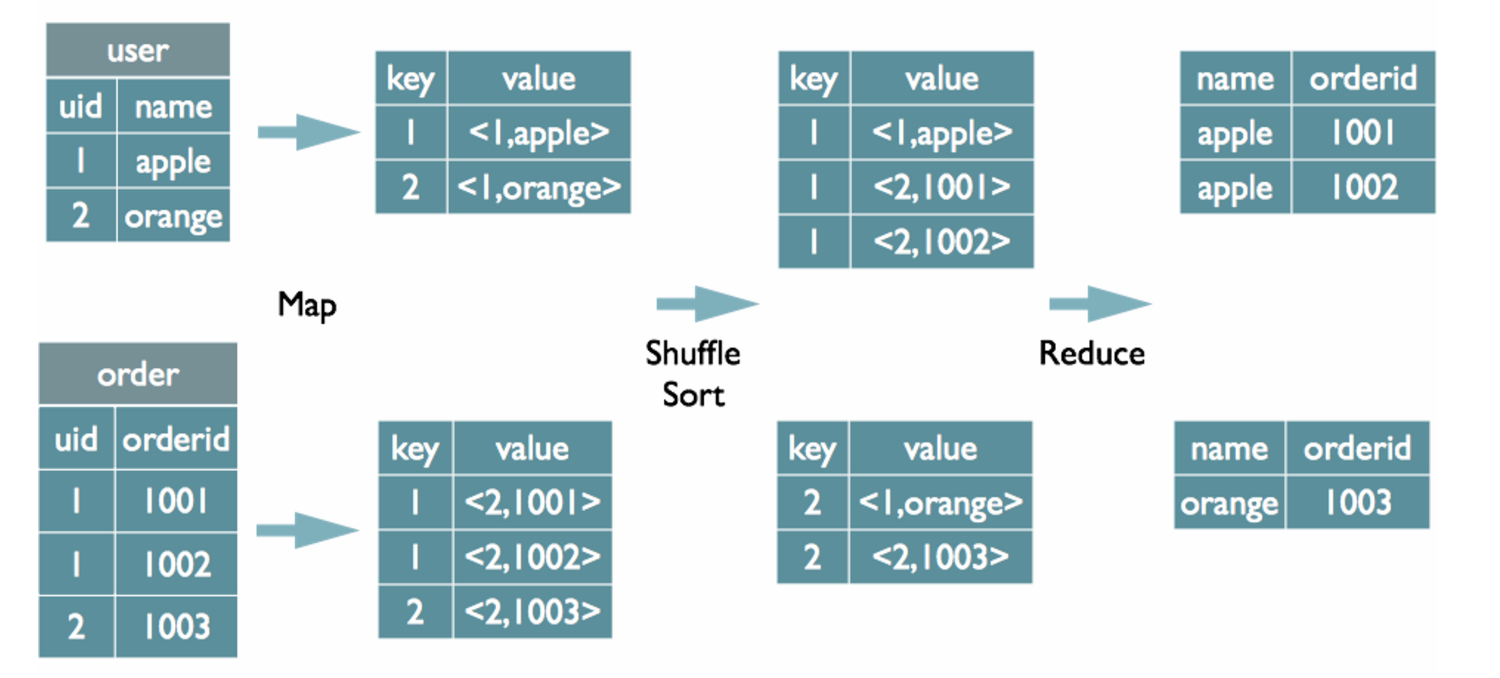 user
uid name
1 apple
2 orange
key value
1 <1,apple>
2 <1,orange>
key value
1 <1,apple>
1 <2,1001>
1 <2,1002>
name orderid
apple 1001
apple 1002
Map
Shuffle
Sort
Reduce
order
uid orderid
1 1001
1 1002
2 1003
key value
1 <2,1001>
1 <2,1002>
2 <2,1003>
key value
2 <1,orange>
2 <2,1003>
name orderid
orange 1003